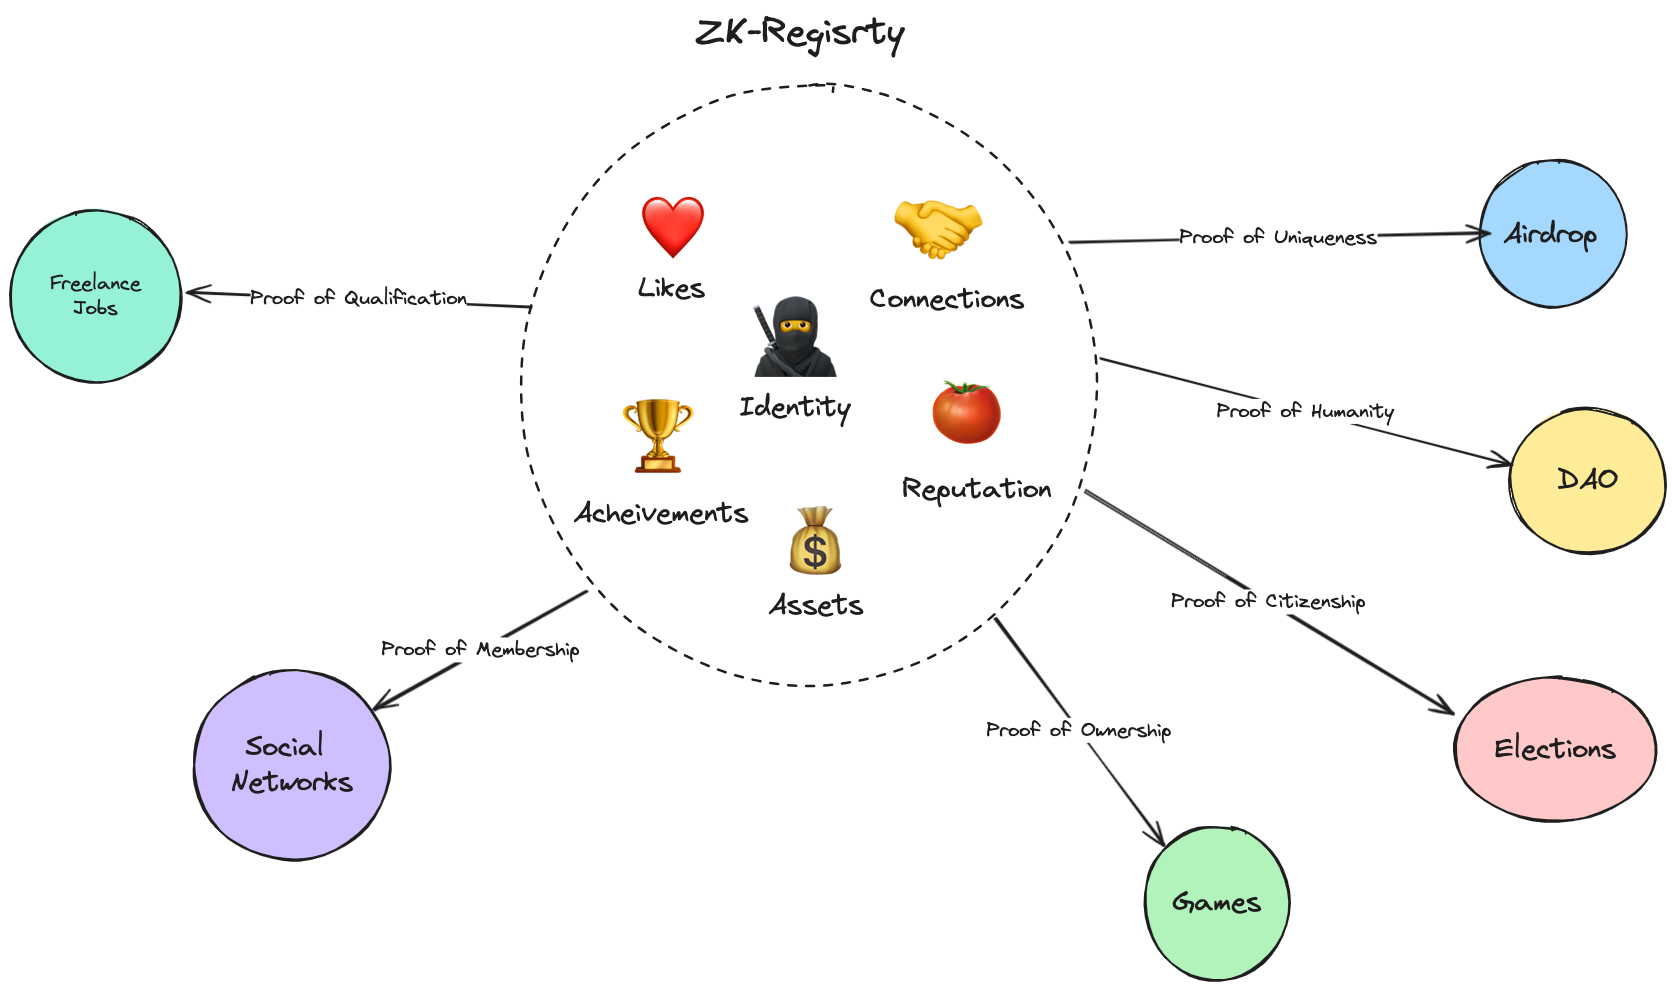 ZK-Regisrty
Likes
Connections
Identity
Reputation
Acheivements
$
Assets
Freelance
Jobs
Proof of Qualification
Proof of Uniqueness
Airdrop
Proof of Humanity
DAO
Proof of Citizenship
Elections
Proof of Membership
Social
Networks
Proof of Ownership
Games